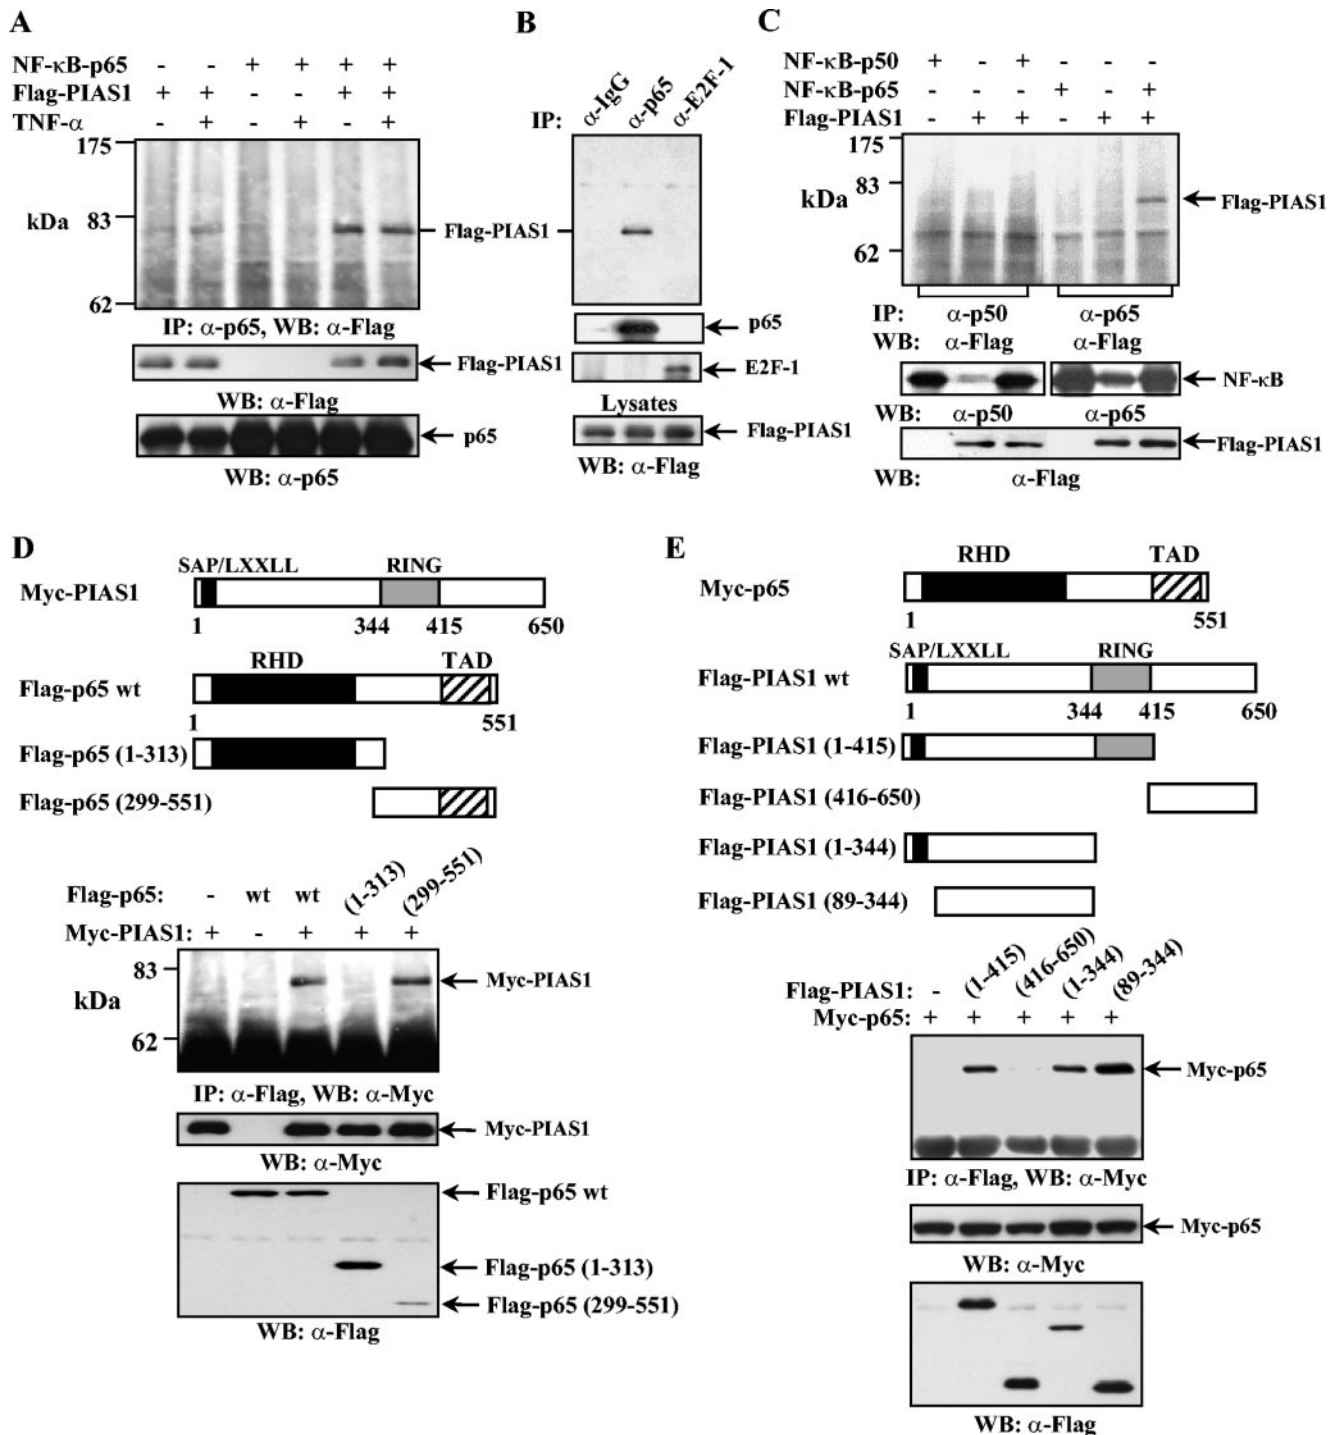 A
NF-κB-p65 - - + + + +
Flag-PIAS1 + + - - + +
TNF-α - + - + - +
175
kDa
83
62
Flag-PIAS1
IP: α-p65, WB: α-Flag
Flag-PIAS1
WB: α-Flag
p65
WB: α-p65
B
IP: α-IgG α-p65 α-E2F-1
p65
E2F-1
Lysates
Flag-PIAS1
WB: α-Flag
C
NF-κB-p50 + - + - - -
NF-κB-p65 - - - + - +
Flag-PIAS1 - + + - + +
175
83
kDa
62
Flag-PIAS1
IP: α-p50 α-p65
WB: α-Flag α-Flag
NF-κB
WB: α-p50 α-p65
Flag-PIAS1
WB: α-Flag
D
SAP/LXXLL RING
Myc-PIAS1
1 344 415 650
RHD TAD
Flag-p65 wt
1 551
Flag-p65 (1-313)
Flag-p65 (299-551)
Flag-p65: - wt wt (1-313) (299-551)
Myc-PIAS1: + - + + +
83
kDa
62
Myc-PIAS1
IP: α-Flag, WB: α-Myc
Myc-PIAS1
WB: α-Myc
Flag-p65 wt
Flag-p65 (1-313)
Flag-p65 (299-551)
WB: α-Flag
E
RHD TAD
Myc-p65
1 551
SAP/LXXLL RING
Flag-PIAS1 wt
1 344 415 650
Flag-PIAS1 (1-415)
Flag-PIAS1 (416-650)
Flag-PIAS1 (1-344)
Flag-PIAS1 (89-344)
Flag-PIAS1: - (1-415) (416-650) (1-344) (89-344)
Myc-p65: + + + + +
Myc-p65
IP: α-Flag, WB: α-Myc
Myc-p65
WB: α-Myc
WB: α-Flag